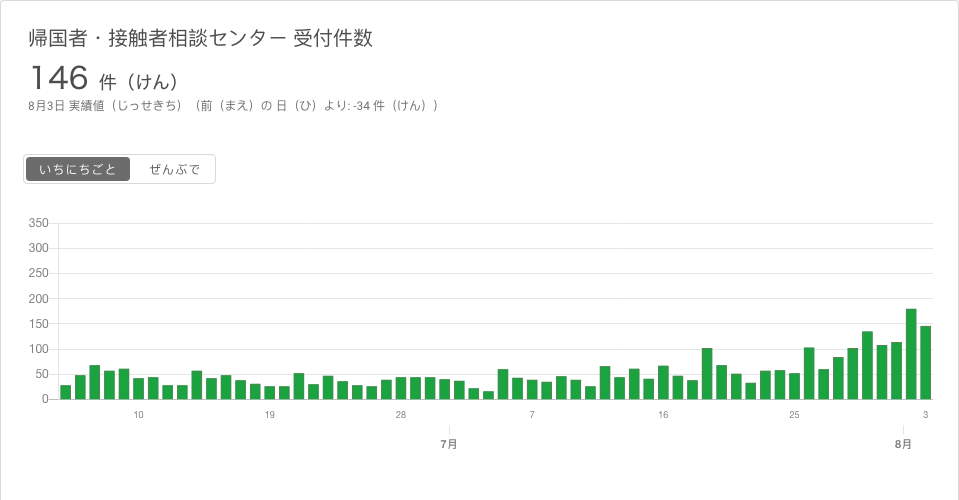 帰国者・接触者相談センター 受付件数
146 件（けん）
8月3日 実績値（じっせきち）（前（まえ）の 日（ひ）より: -34 件（けん））
いちにちごと ぜんぶで
350
300
250
200
150
100
50
0
10 19 28 7 16 25 3
7月 8月